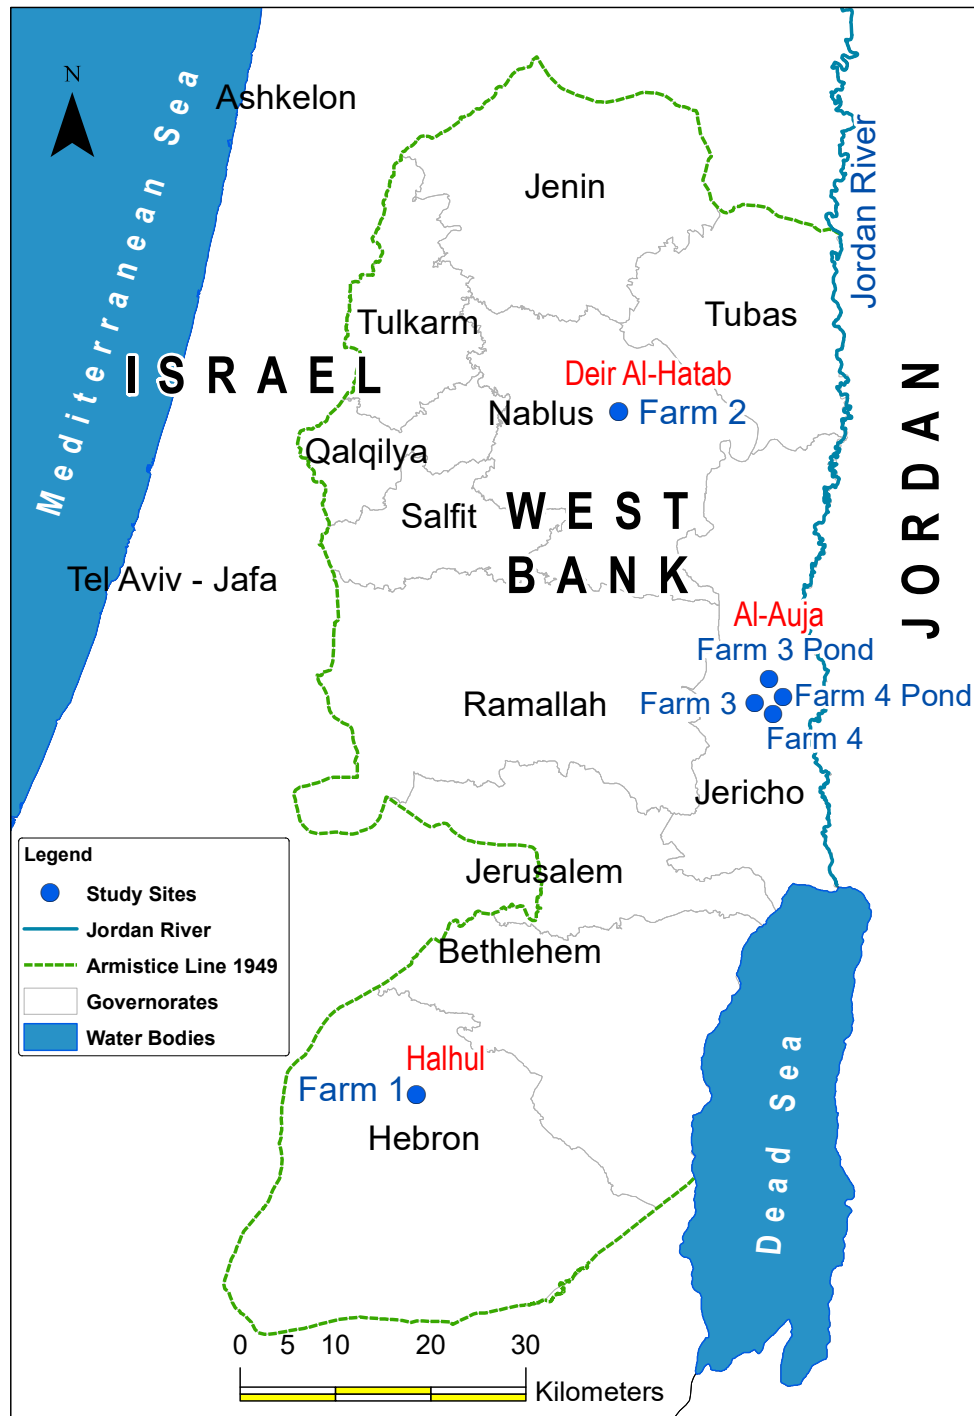 N
Ashkelon
Mediterranean Sea
Jordan River
Jenin
Tubas
Tulkarm
ISRAEL
JORDAN
Deir Al-Hatab
Nablus
Farm 2
Qalqilya
Salfit
WEST
BANK
Tel Aviv - Jafa
Al-Auja
Farm 3 Pond
Farm 3
Farm 4 Pond
Farm 4
Ramallah
Jericho
Jerusalem
Bethlehem
Halhul
Farm 1
Hebron
Dead Sea
Legend
Study Sites
Jordan River
Armistice Line 1949
Governorates
Water Bodies
0 5 10 20 30
Kilometers